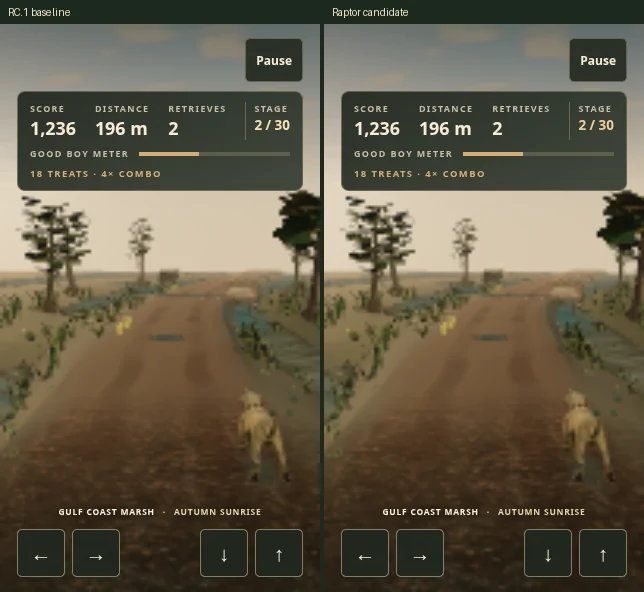 RC.1 baseline
Pause
SCORE DISTANCE RETRIEVES STAGE
1,236 196 m 2 2 / 30
GOOD BOY METER
18 TREATS · 4× COMBO
GULF COAST MARSH · AUTUMN SUNRISE
← → ↓ ↑
Raptor candidate
Pause
SCORE DISTANCE RETRIEVES STAGE
1,236 196 m 2 2 / 30
GOOD BOY METER
18 TREATS · 4× COMBO
GULF COAST MARSH · AUTUMN SUNRISE
← → ↓ ↑